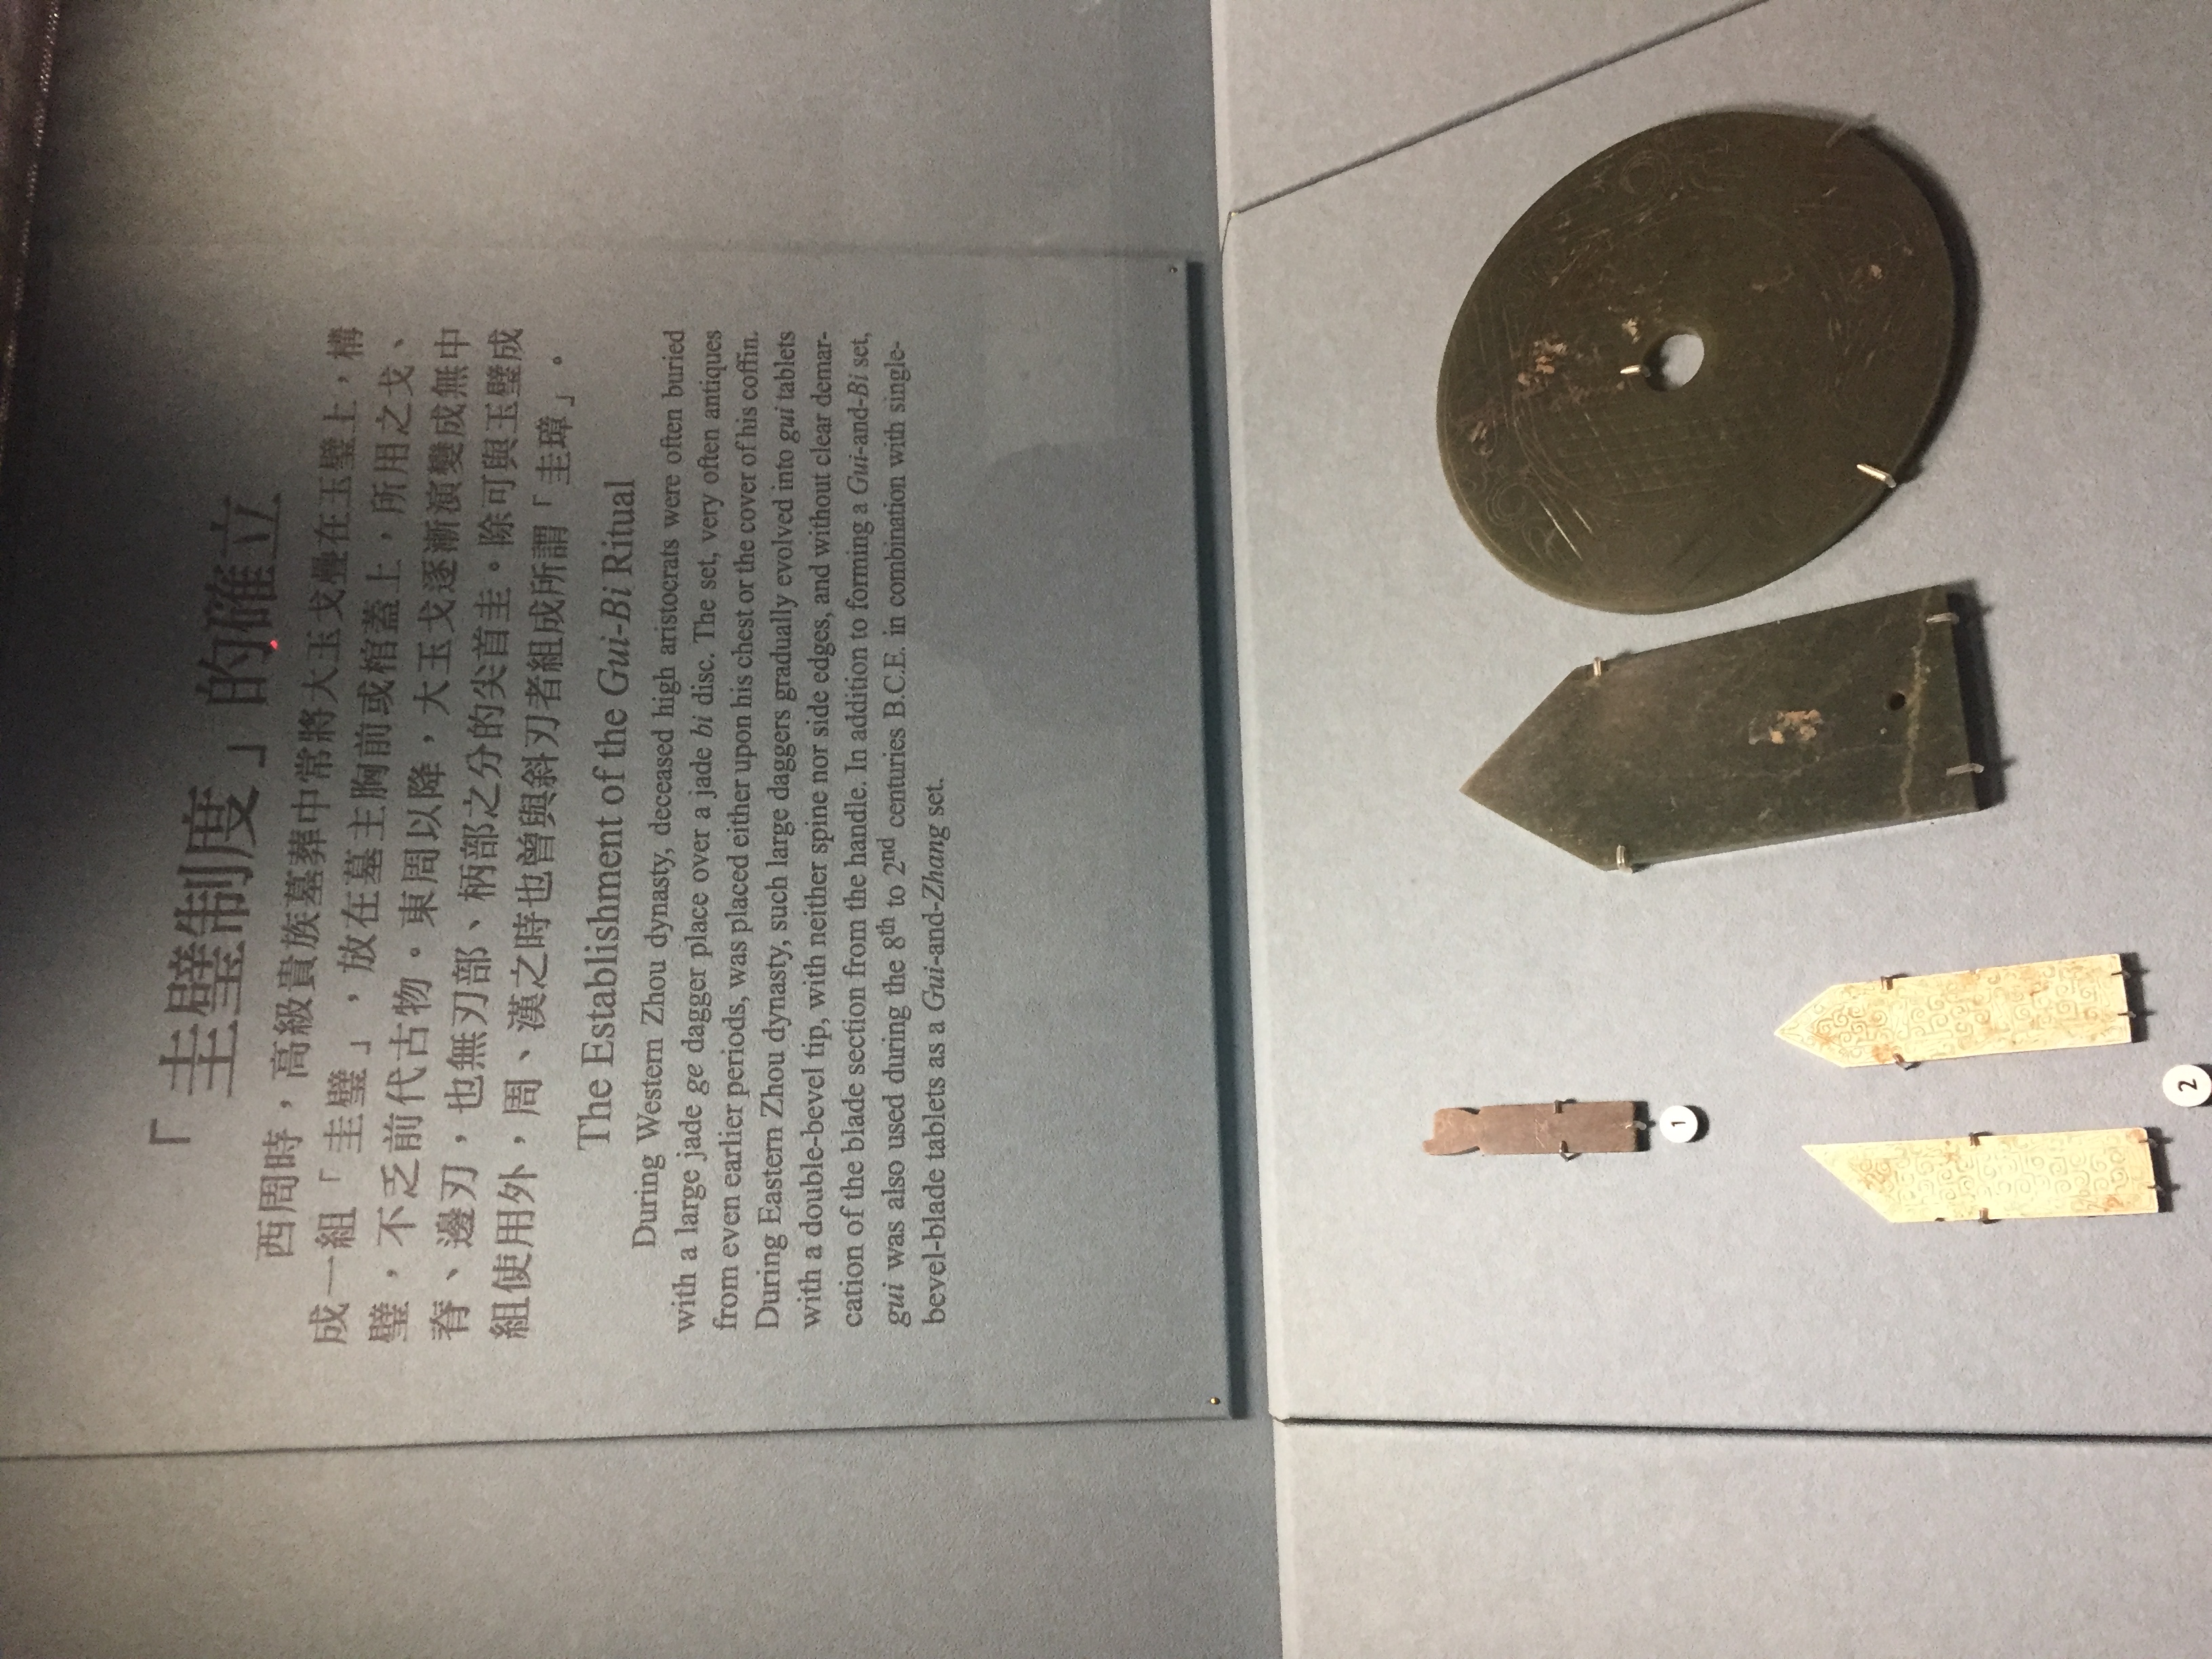 「圭璧制度」的確立
西周時，高級貴族墓葬中常將大玉戈疊在玉璧上，構
成一組「圭璧」，放在墓主胸前或棺蓋上，所用之戈、
璧，不乏前代古物。東周以降，大玉戈逐漸演變成無中
脊、邊刃，也無刃部、柄部之分的尖首圭。除可與玉璧成
組使用外，周、漢之時也曾與斜刃者組成所謂「圭璋」。
The Establishment of the Gui-Bi Ritual
During Western Zhou dynasty, deceased high aristocrats were often buried
with a large jade ge dagger place over a jade bi disc. The set, very often antiques
from even earlier periods, was placed either upon his chest or the cover of his coffin.
During Eastern Zhou dynasty, such large daggers gradually evolved into gui tablets
with a double-bevel tip, with neither spine nor side edges, and without clear demar-
cation of the blade section from the handle. In addition to forming a Gui-and-Bi set,
gui was also used during the 8th to 2nd centuries B.C.E. in combination with single-
bevel-blade tablets as a Gui-and-Zhang set.
1
2